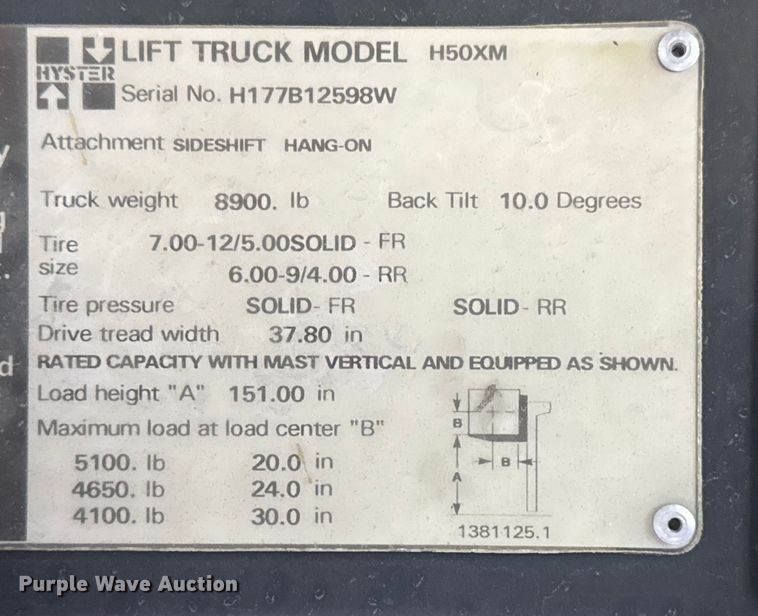 LIFT TRUCK MODEL H50XM
HYSTER
Serial No. H177B12598W
Attachment SIDESHIFT HANG-ON
Truck weight 8900. lb Back Tilt 10.0 Degrees
Tire size 7.00-12/5.00SOLID - FR
6.00-9/4.00 - RR
Tire pressure SOLID- FR SOLID- RR
Drive tread width 37.80 in
RATED CAPACITY WITH MAST VERTICAL AND EQUIPPED AS SHOWN.
Load height "A" 151.00 in
Maximum load at load center "B"
5100. lb 20.0 in
4650. lb 24.0 in
4100. lb 30.0 in
B
B
A
1381125.1
Purple Wave Auction